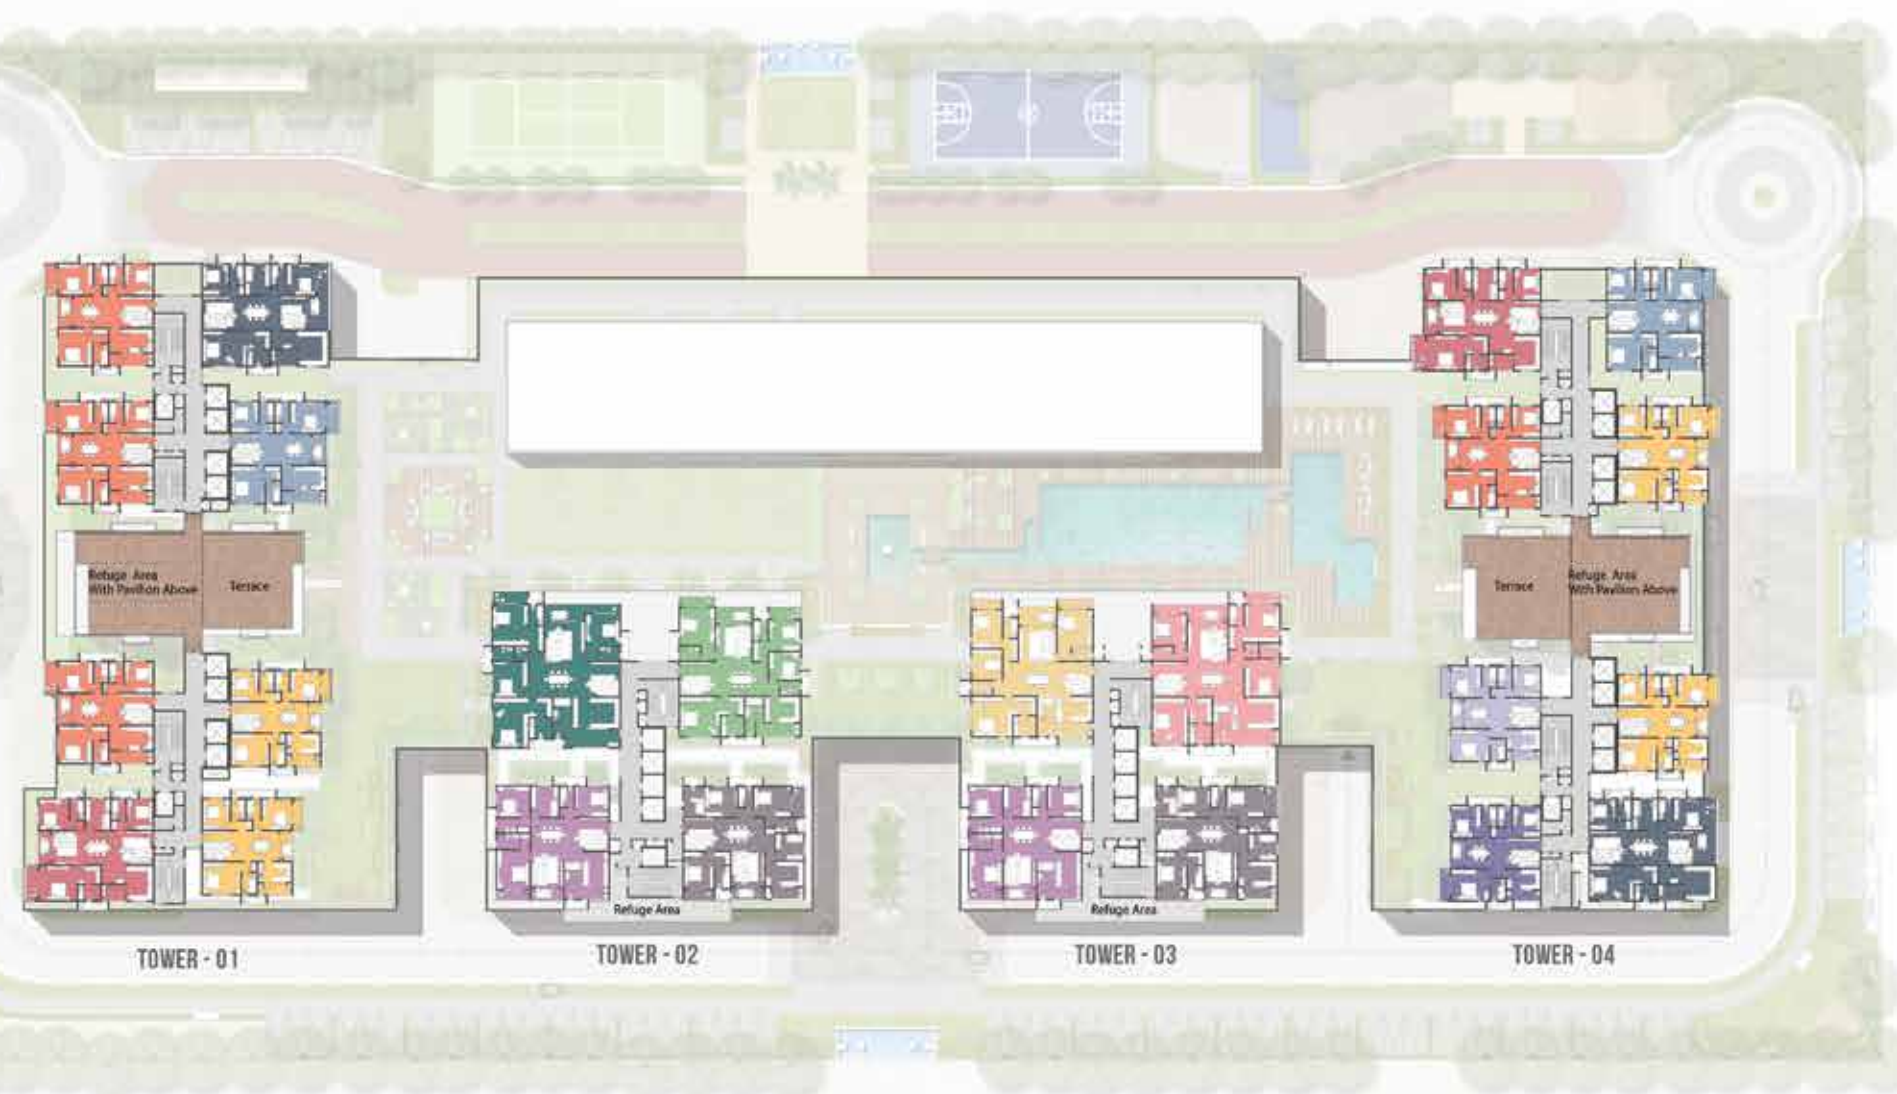 Refuge Area
With Pavilion Above
Terrace
Terrace
Refuge Area
With Pavilion Above
Refuge Area
Refuge Area
TOWER - 01
TOWER - 02
TOWER - 03
TOWER - 04